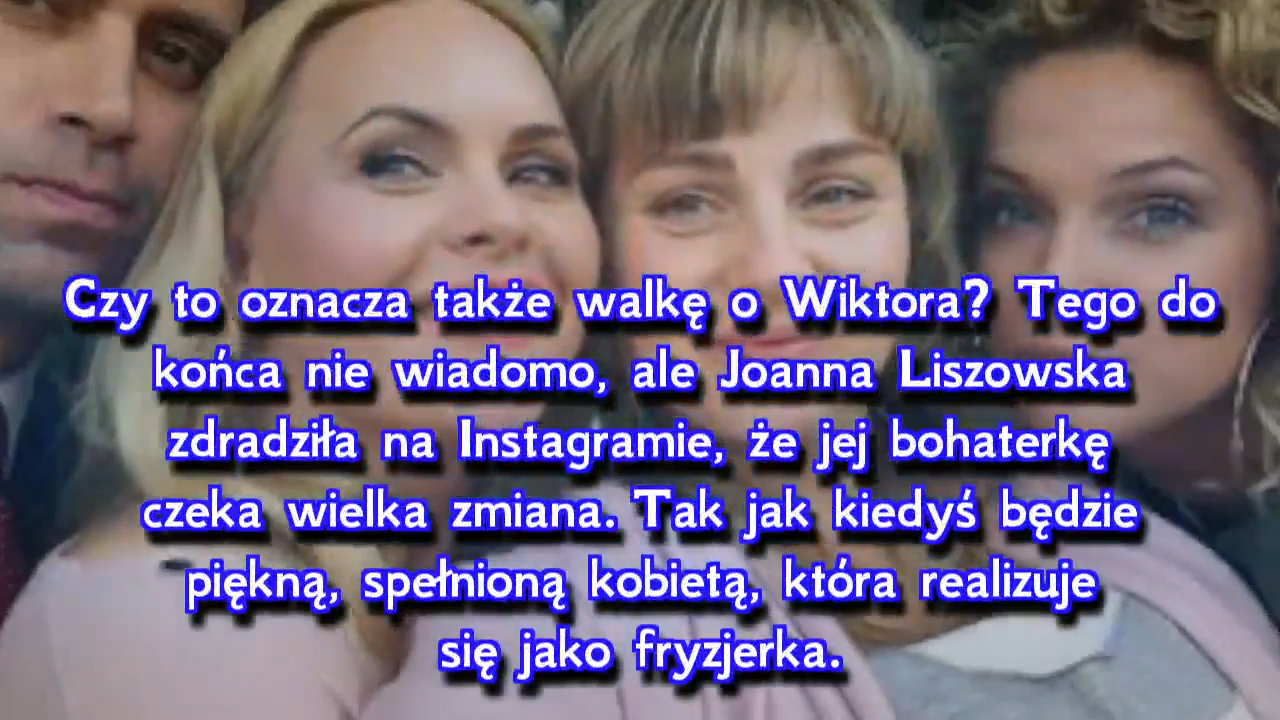 Czy to oznacza także walkę o Wiktora? Tego do
końca nie wiadomo, ale Joanna Liszowska
zdradziła na Instagramie, że jej bohaterkę
czeka wielka zmiana. Tak jak kiedyś będzie
piękną, spełnioną kobietą, która realizuje
się jako fryzjerka.